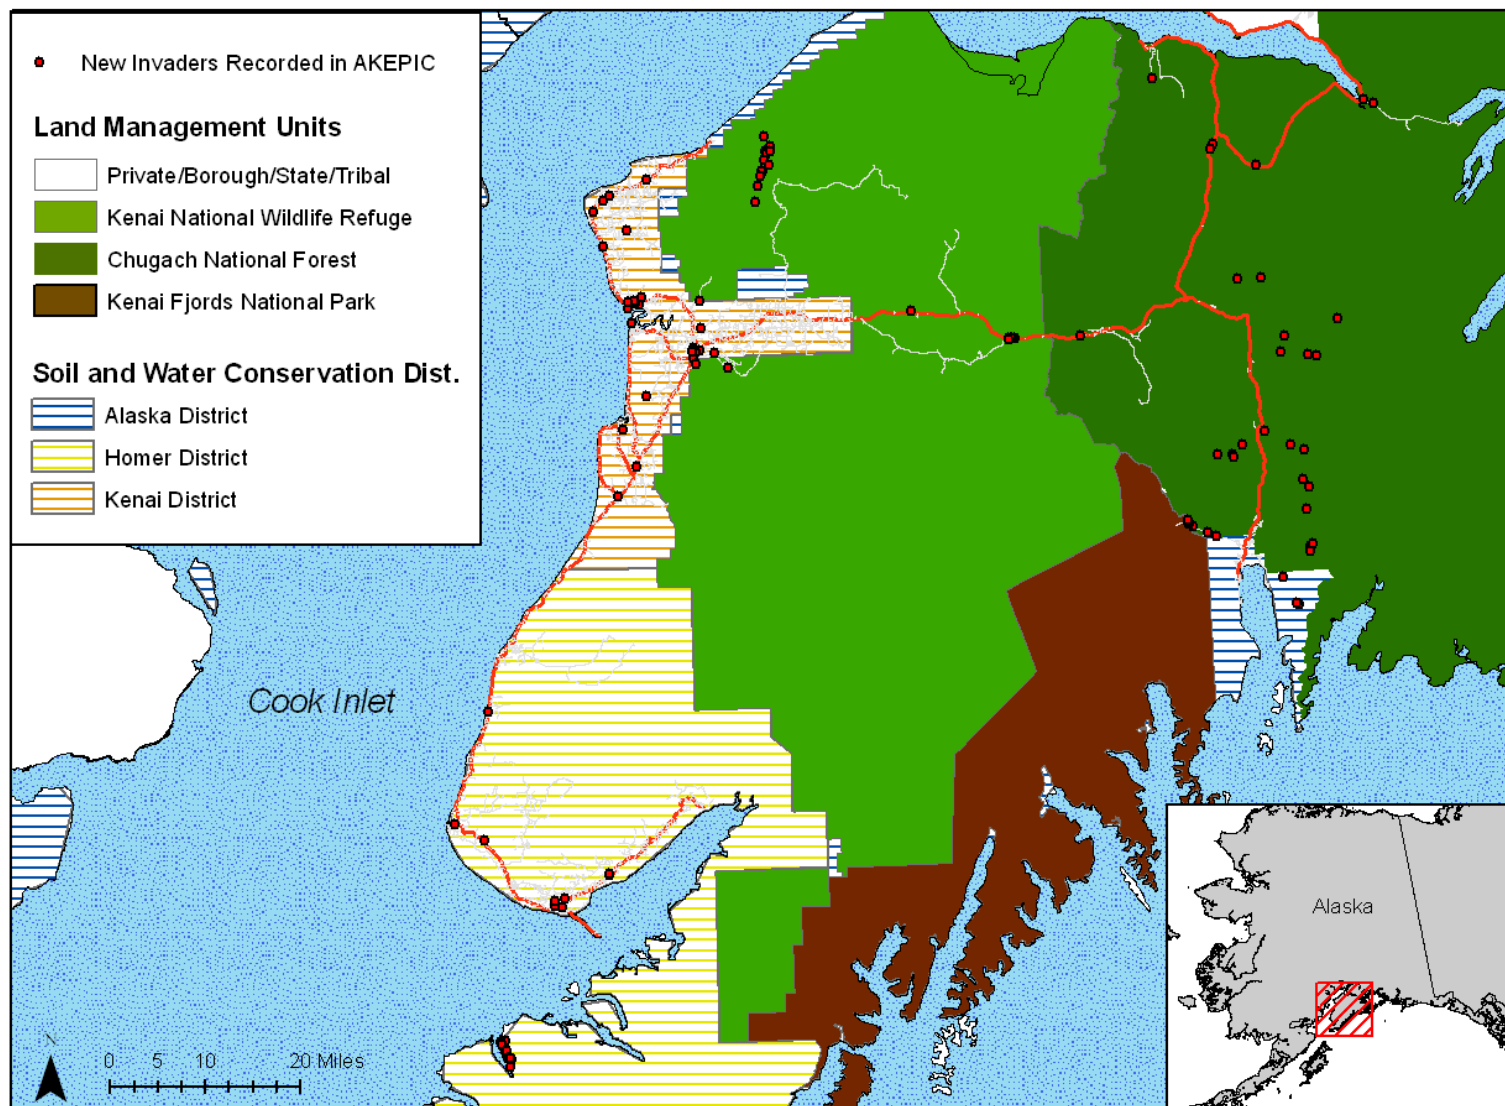 New Invaders Recorded in AKEPIC
Land Management Units
Private/Borough/State/Tribal
Kenai National Wildlife Refuge
Chugach National Forest
Kenai Fjords National Park
Soil and Water Conservation Dist.
Alaska District
Homer District
Kenai District
Cook Inlet
Alaska
N
0 5 10 20 Miles